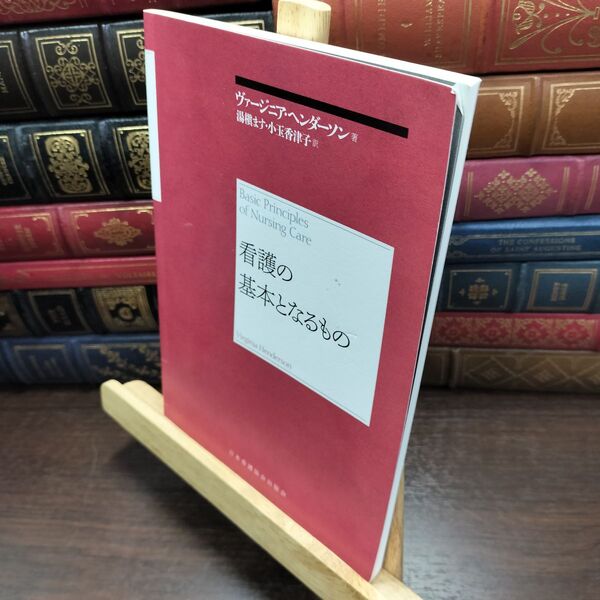 ヴァージニア・ヘンダーソン 著
湯槇ます・小玉香津子 訳
Basic Principles
of Nursing Care
看護の
基本となるもの
Virginia Henderson
日本看護協会出版会
THE CONFESSIONS
OF SAINT AUGUSTINE
VOLTAIRE